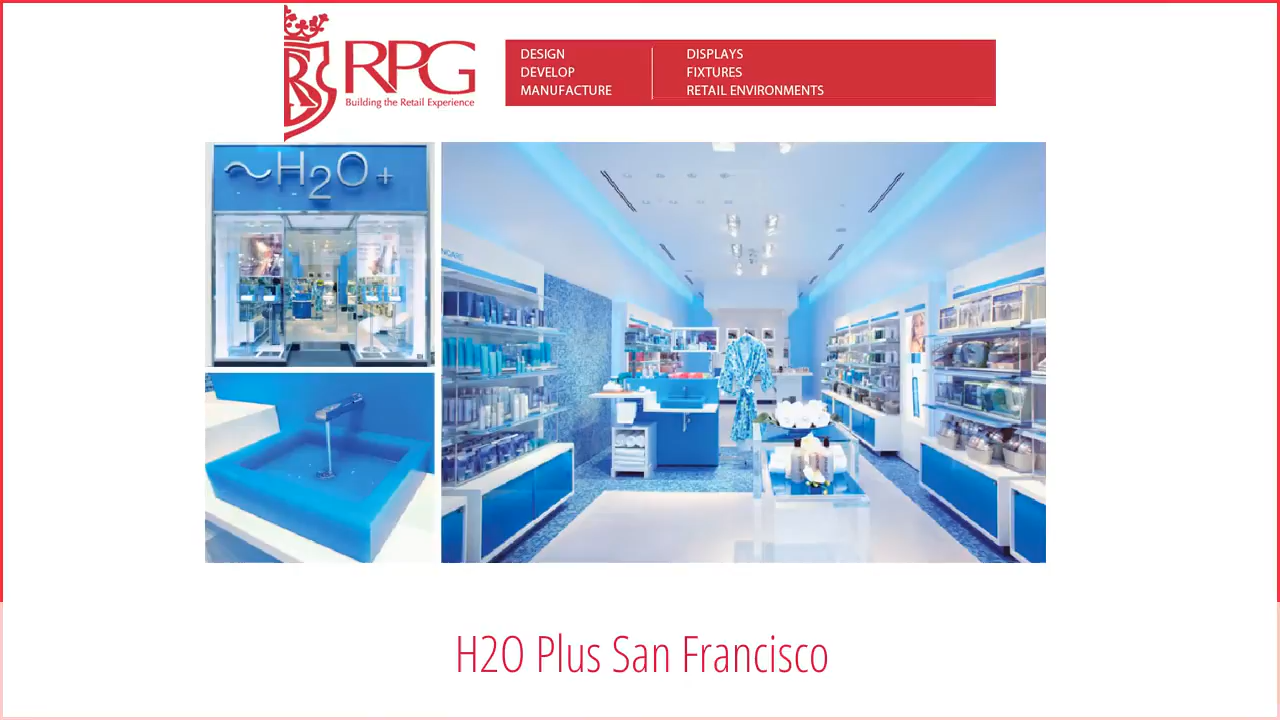 RPG
Building the Retail Experience
DESIGN
DEVELOP
MANUFACTURE
DISPLAYS
FIXTURES
RETAIL ENVIRONMENTS
~H2O+
H2O Plus San Francisco